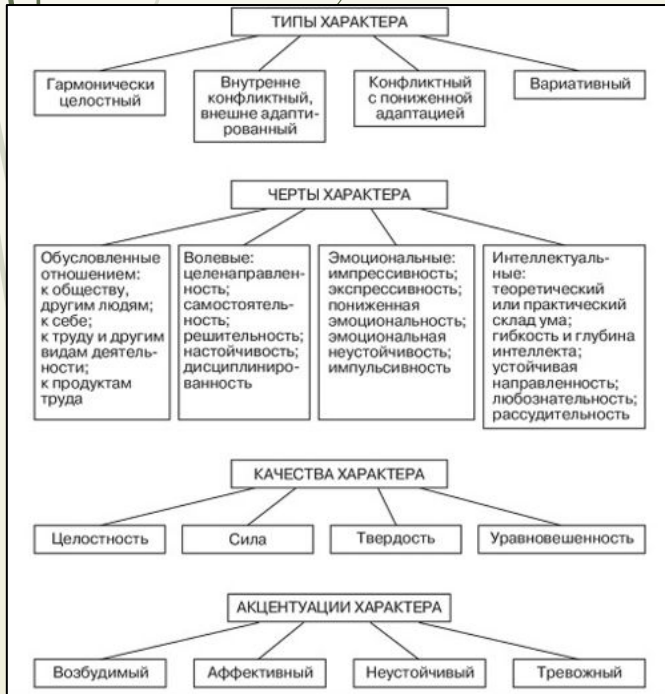 ТИПЫ ХАРАКТЕРА
Гармонически
целостный
Внутренне
конфликтный,
внешне адапти-
рованный
Конфликтный
с пониженной
адаптацией
Вариативный
ЧЕРТЫ ХАРАКТЕРА
Обусловленные
отношением:
к обществу,
другим людям;
к себе;
к труду и другим
видам деятель-
ности;
к продуктам
труда
Волевые:
целенаправлен-
ность;
самостоятель-
ность;
решительность;
настойчивость;
дисциплиниро-
ванность
Эмоциональные:
импрессивность;
экспрессивность;
пониженная
эмоциональность;
эмоциональная
неустойчивость;
импульсивность
Интеллектуаль-
ные:
теоретический
или практический
склад ума;
гибкость и глубина
интеллекта;
устойчивая
направленность;
любознательность;
рассудительность
КАЧЕСТВА ХАРАКТЕРА
Целостность
Сила
Твердость
Уравновешенность
АКЦЕНТУАЦИИ ХАРАКТЕРА
Возбудимый
Аффективный
Неустойчивый
Тревожный